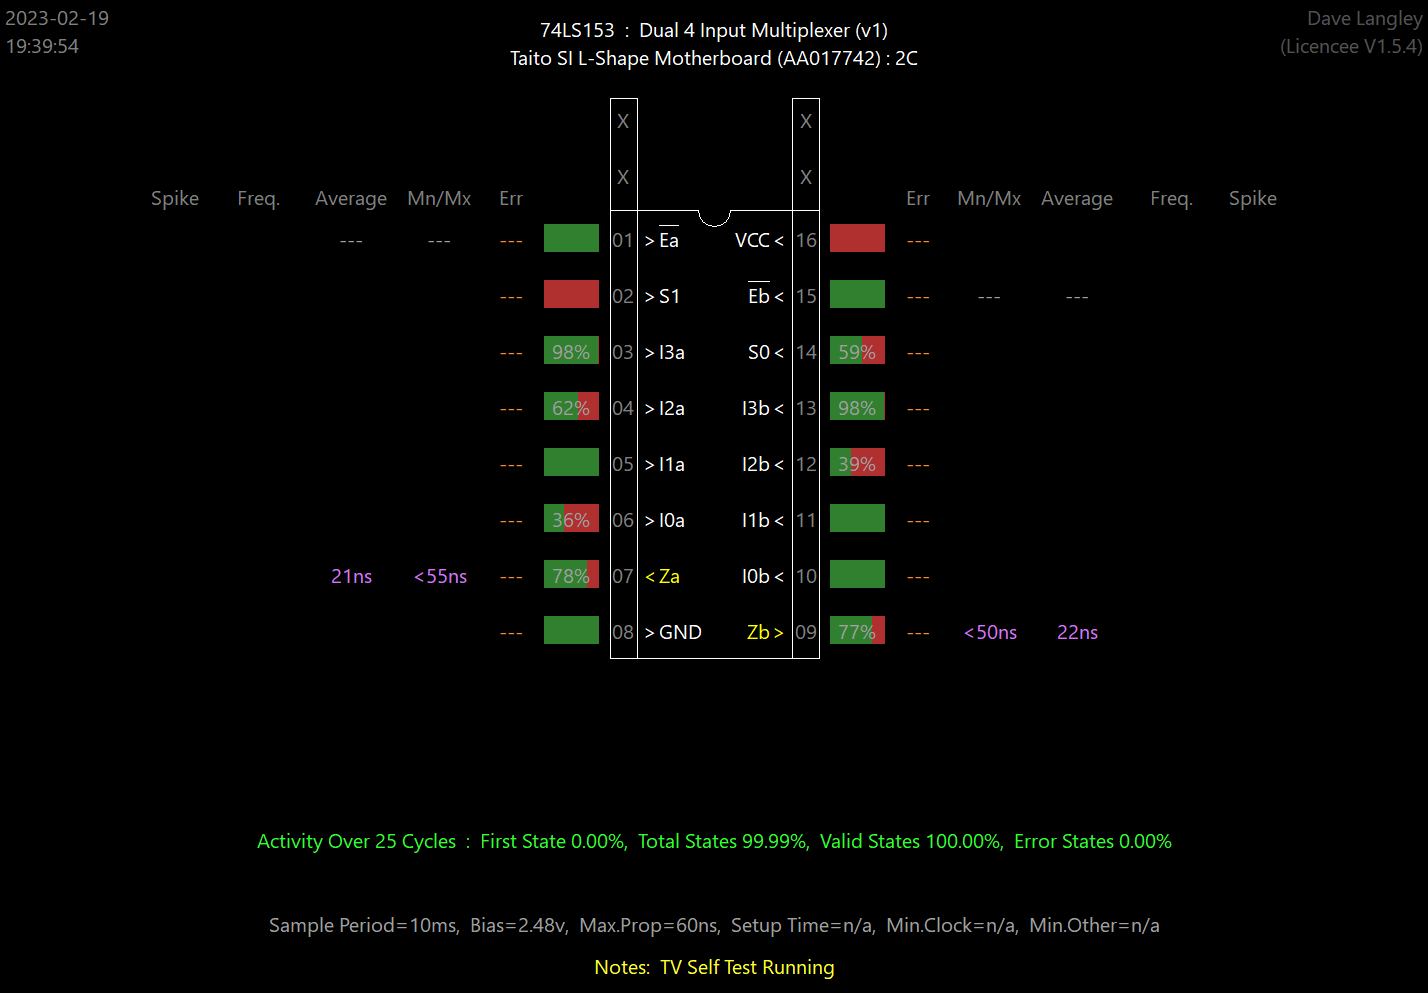 2023-02-19
19:39:54
74LS153 : Dual 4 Input Multiplexer (v1)
Taito SI L-Shape Motherboard (AA017742) : 2C
Dave Langley
(Licencee V1.5.4)
X X
X X
Spike Freq. Average Mn/Mx Err Err Mn/Mx Average Freq. Spike
--- --- --- 01 > Ea VCC < 16 ---
--- 02 > S1 Eb < 15 --- --- ---
--- 98% 03 > I3a S0 < 14 59% ---
--- 62% 04 > I2a I3b < 13 98% ---
--- 05 > I1a I2b < 12 39% ---
--- 36% 06 > I0a I1b < 11 ---
21ns <55ns --- 78% 07 < Za I0b < 10 ---
--- 08 > GND Zb > 09 77% --- <50ns 22ns
Activity Over 25 Cycles : First State 0.00%, Total States 99.99%, Valid States 100.00%, Error States 0.00%
Sample Period=10ms, Bias=2.48v, Max.Prop=60ns, Setup Time=n/a, Min.Clock=n/a, Min.Other=n/a
Notes: TV Self Test Running